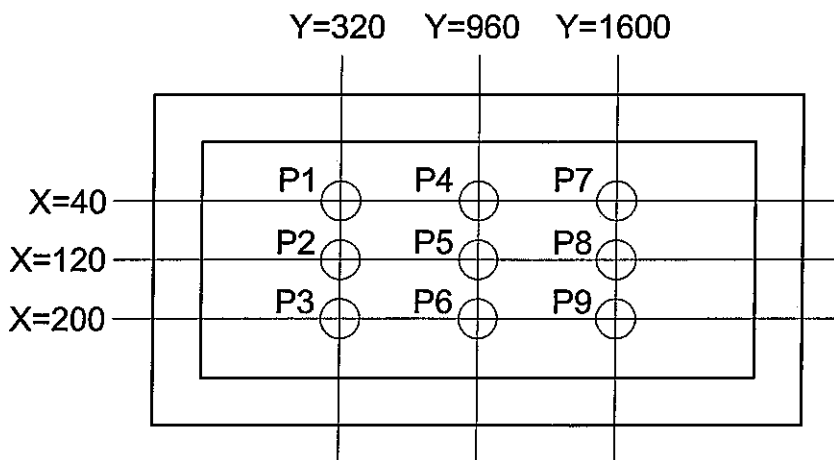 Y=320 Y=960 Y=1600
P1 P4 P7
X=40
P2 P5 P8
X=120
P3 P6 P9
X=200